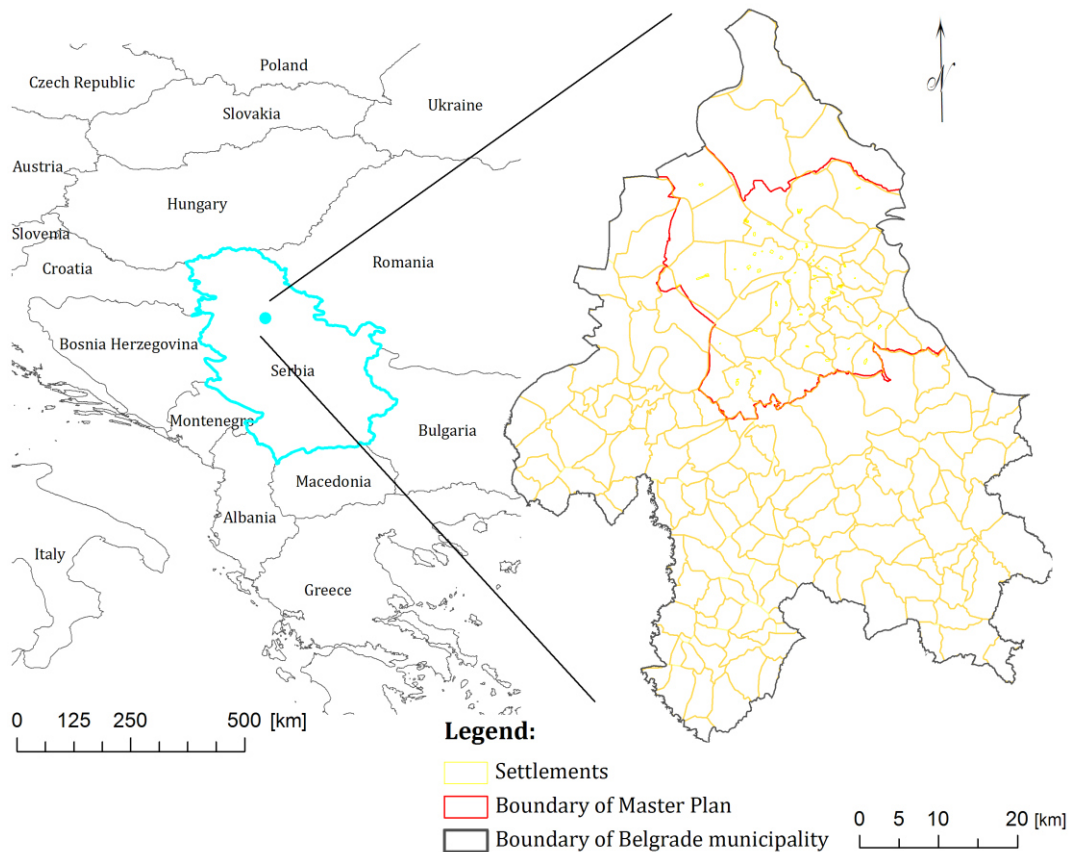 Poland
Czech Republic
Slovakia
Ukraine
Austria
Hungary
Slovenia
Croatia
Romania
Bosnia Herzegovina
Serbia
Montenegro
Bulgaria
Macedonia
Albania
Italy
Greece
0 125 250 500 [km]
Legend:
Settlements
Boundary of Master Plan
Boundary of Belgrade municipality
0 5 10 20 [km]
N